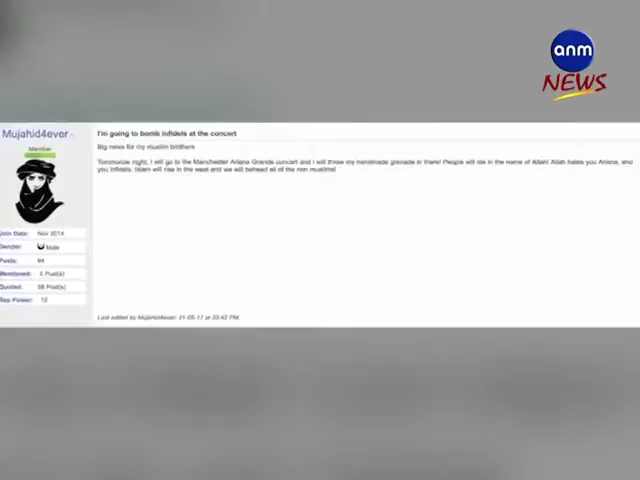 anm
NEWS
Mujahid4ever
I'm going to bomb infidels at the concert
Member
Big news for my muslim brothers
Tommorow night, I will go to the Manchester Ariana Grande concert and I will throw my handmade grenade in there! People will die in the name of Allah! Allah hates you Ariana, and
you infidels. Islam will rise in the west and we will behead all of the non muslims!
Join Date: Nov 2014
Gender: Male
Posts: 84
Mentioned: 0 Post(s)
Quoted: 58 Post(s)
Rep Power: 12
Last edited by Mujahid4ever: 21-05-17 at
PM